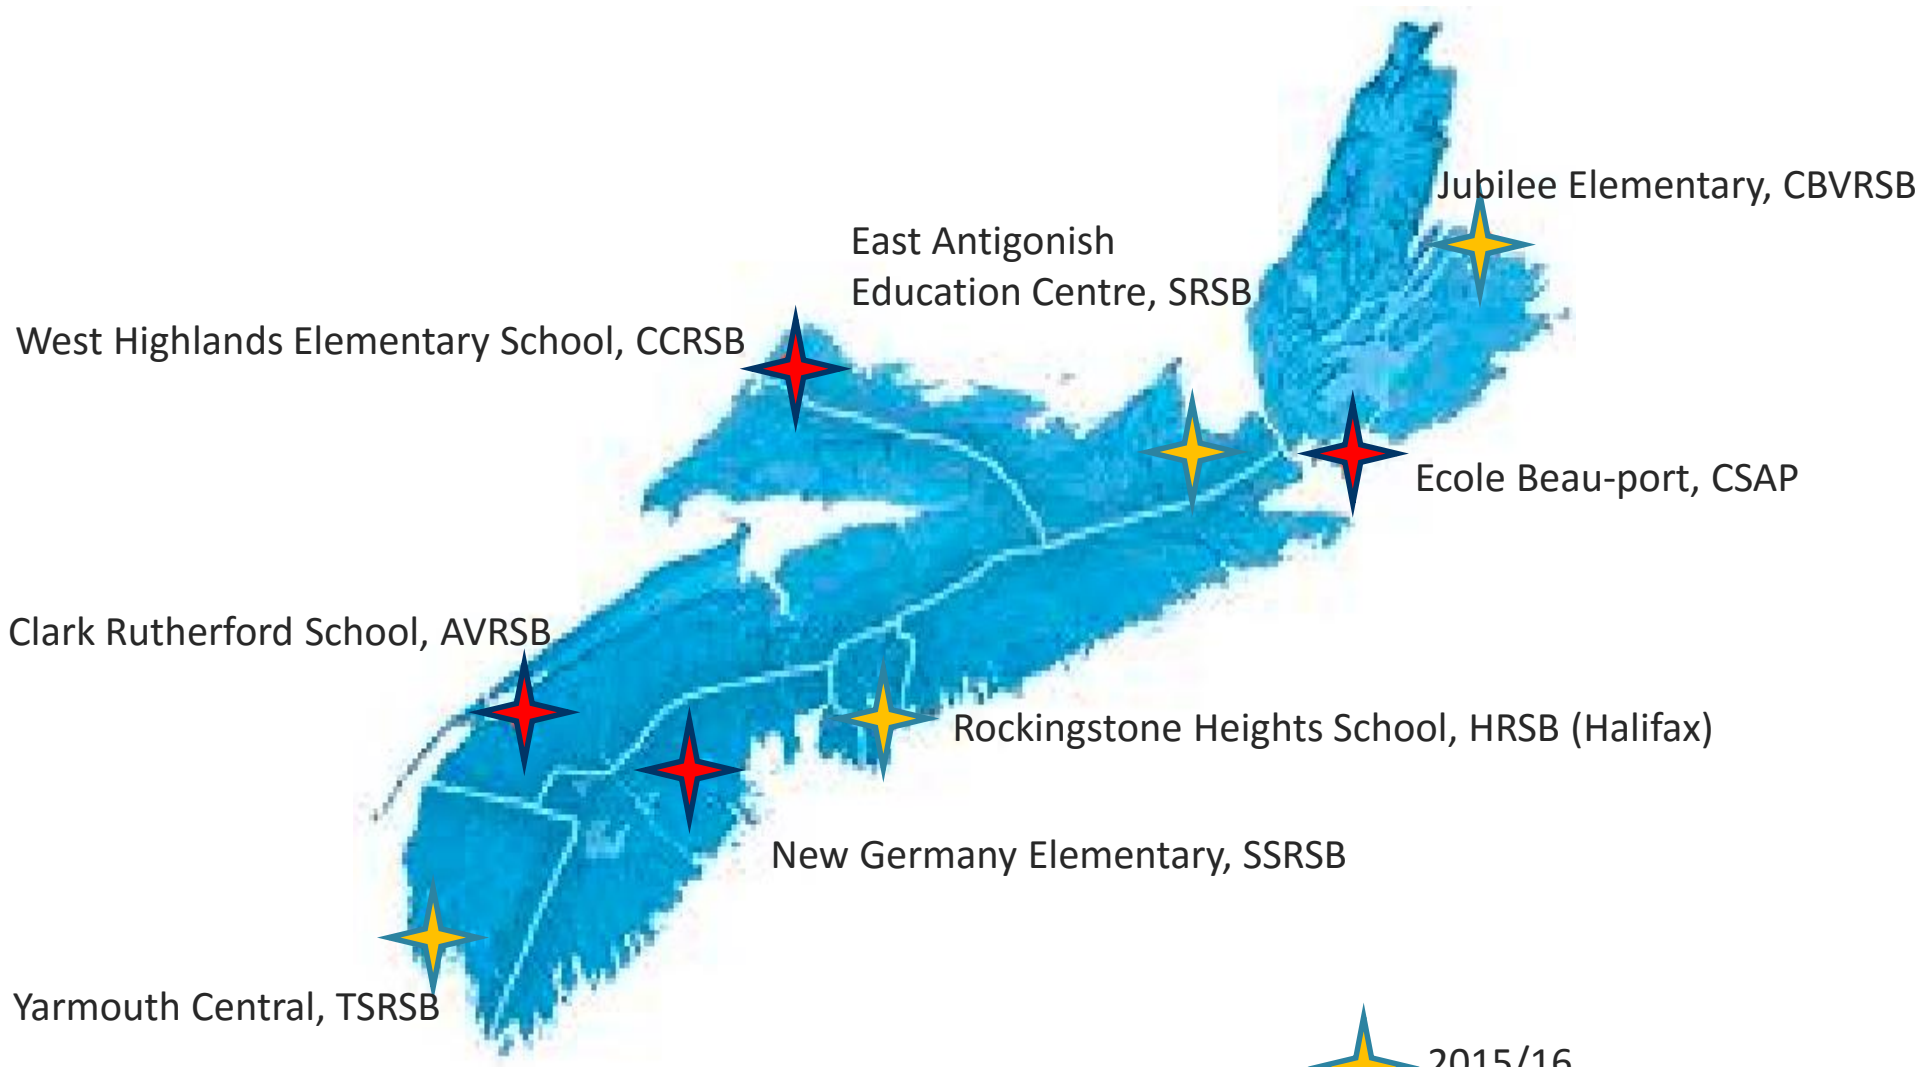 Jubilee Elementary, CBVRSB
East Antigonish
Education Centre, SRSB
West Highlands Elementary School, CCRSB
Ecole Beau-port, CSAP
Clark Rutherford School, AVRSB
Rockingstone Heights School, HRSB (Halifax)
New Germany Elementary, SSRSB
Yarmouth Central, TSRSB
2015/16